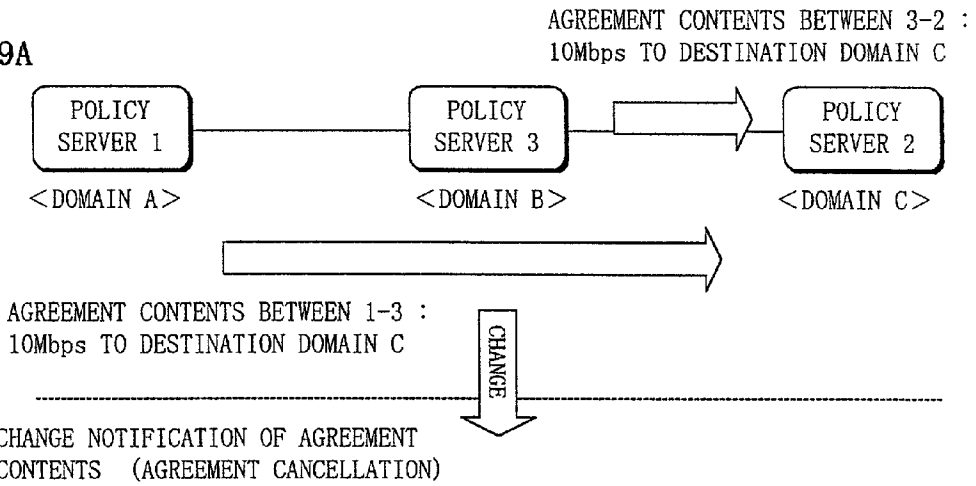 AGREEMENT CONTENTS BETWEEN 3-2 :
10Mbps TO DESTINATION DOMAIN C
9A
POLICY
SERVER 1
POLICY
SERVER 3
POLICY
SERVER 2
<DOMAIN A>
<DOMAIN B>
<DOMAIN C>
AGREEMENT CONTENTS BETWEEN 1-3 :
10Mbps TO DESTINATION DOMAIN C
CHANGE
CHANGE NOTIFICATION OF AGREEMENT
CONTENTS (AGREEMENT CANCELLATION)